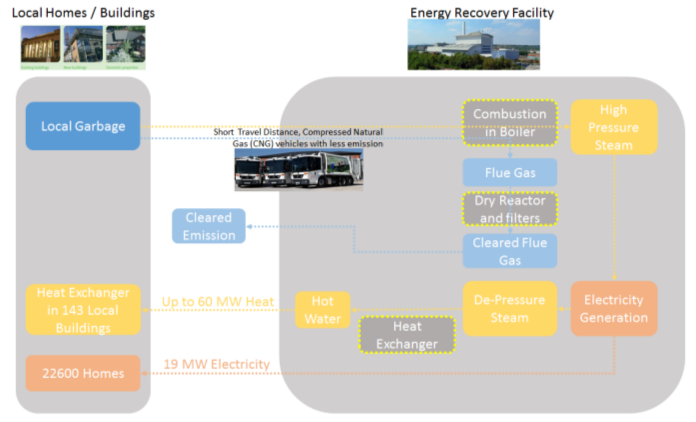 Local Homes / Buildings
Energy Recovery Facility
Local Garbage
Short Travel Distance, Compressed Natural
Gas (CNG) vehicles with less emission
Combustion
in Boiler
High
Pressure
Steam
Flue Gas
Dry Reactor
and filters
Cleared
Emission
Cleared Flue
Gas
Heat Exchanger
in 143 Local
Buildings
Up to 60 MW Heat
Hot
Water
Heat
Exchanger
De-Pressure
Steam
Electricity
Generation
22600 Homes
19 MW Electricity